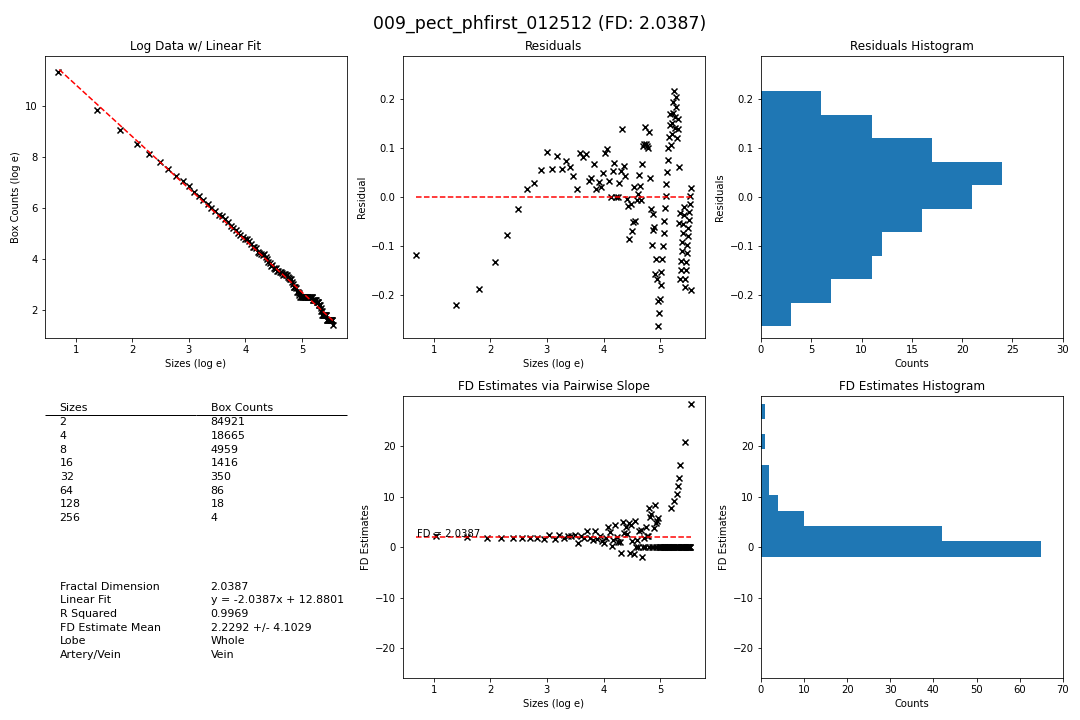 009_pect_phfirst_012512 (FD: 2.0387)
Log Data w/ Linear Fit
Box Counts (log e)
10
8
6
4
2
1 2 3 4 5
Sizes (log e)
Residuals
Residual
0.2
0.1
0.0
−0.1
−0.2
1 2 3 4 5
Sizes (log e)
Residuals Histogram
Residuals
0.2
0.1
0.0
−0.1
−0.2
0 5 10 15 20 25 30
Counts
Sizes Box Counts
2 84921
4 18665
8 4959
16 1416
32 350
64 86
128 18
256 4
Fractal Dimension 2.0387
Linear Fit y = -2.0387x + 12.8801
R Squared 0.9969
FD Estimate Mean 2.2292 +/- 4.1029
Lobe Whole
Artery/Vein Vein
FD Estimates via Pairwise Slope
FD Estimates
20
10
0
−10
−20
FD = 2.0387
1 2 3 4 5
Sizes (log e)
FD Estimates Histogram
FD Estimates
20
10
0
−10
−20
0 10 20 30 40 50 60 70
Counts